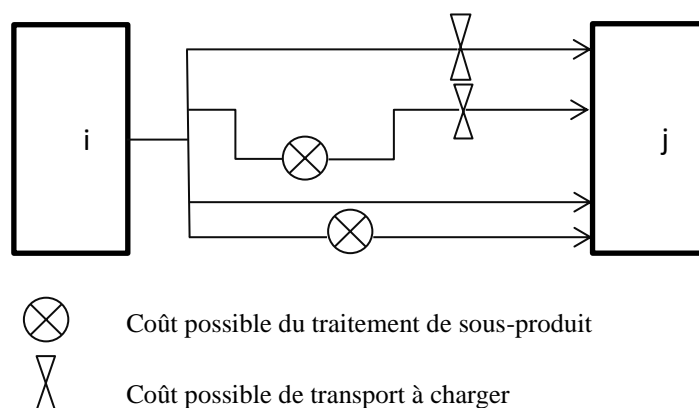 i
j
Coût possible du traitement de sous-produit
Coût possible de transport à charger